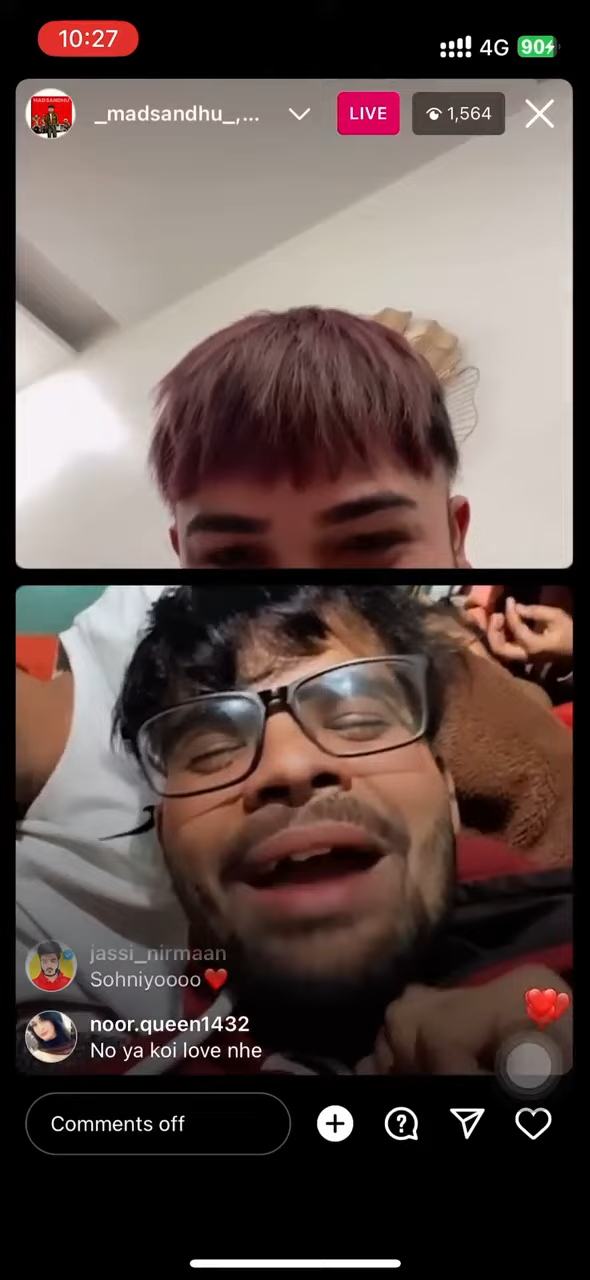 10:27
4G
90
MADSANDHU
_madsandhu_,...
LIVE
1,564
jassi_nirmaan
Sohniyoooo❤️
noor.queen1432
No ya koi love nhe
Comments off